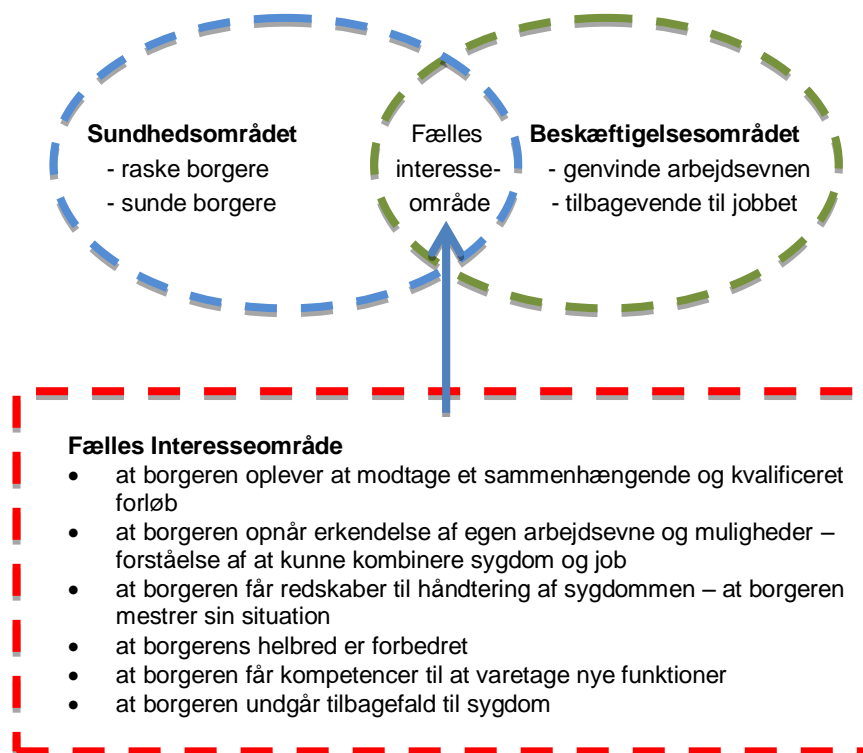 Sundhedsområdet
- raske borgere
- sunde borgere
Fælles
interesse-
område
Beskæftigelsesområdet
- genvinde arbejdsevnen
- tilbagevende til jobbet
Fælles Interesseområde
• at borgeren oplever at modtage et sammenhængende og kvalificeret
forløb
• at borgeren opnår erkendelse af egen arbejdsevne og muligheder –
forståelse af at kunne kombinere sygdom og job
• at borgeren får redskaber til håndtering af sygdommen – at borgeren
mestrer sin situation
• at borgerens helbred er forbedret
• at borgeren får kompetencer til at varetage nye funktioner
• at borgeren undgår tilbagefald til sygdom